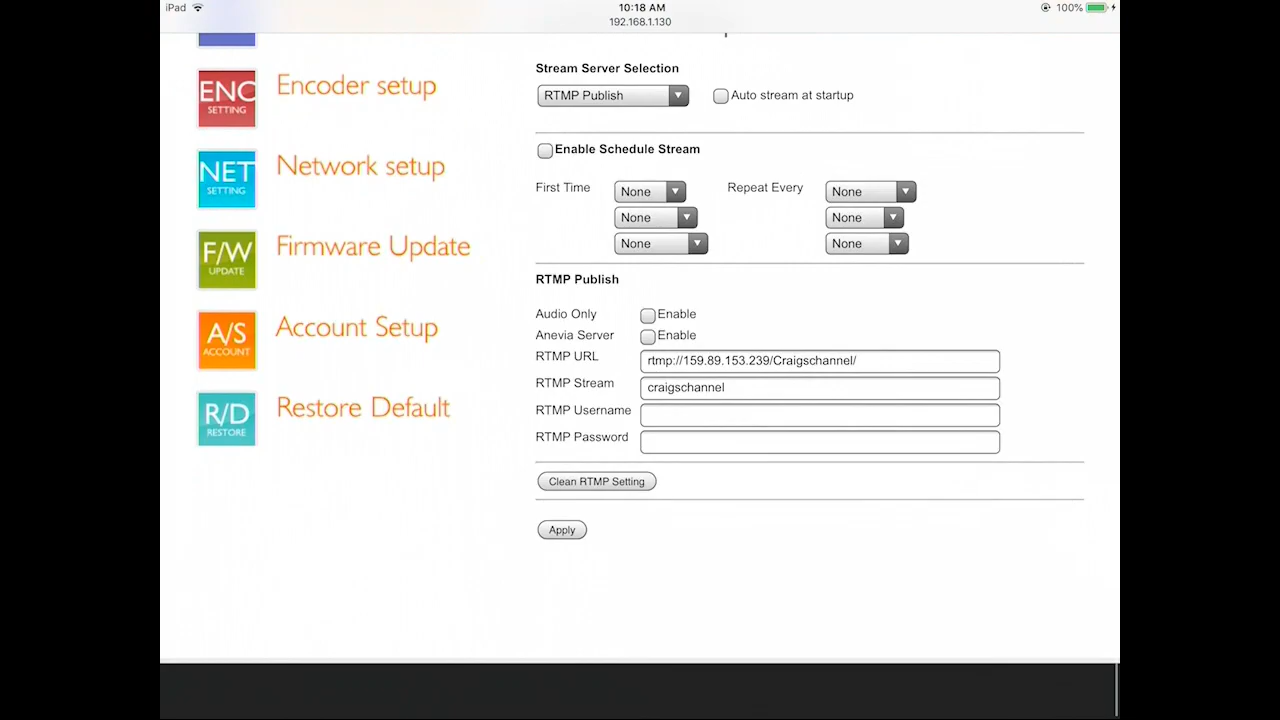 iPad 10:18 AM 100%
192.168.1.130
ENC
SETTING
Encoder setup
NET
SETTING
Network setup
F/W
UPDATE
Firmware Update
A/S
ACCOUNT
Account Setup
R/D
RESTORE
Restore Default
Stream Server Selection
RTMP Publish Auto stream at startup
Enable Schedule Stream
First Time None Repeat Every None
None None
None None
RTMP Publish
Audio Only Enable
Anevia Server Enable
RTMP URL rtmp://159.89.153.239/Craigschannel/
RTMP Stream craigschannel
RTMP Username
RTMP Password
Clean RTMP Setting
Apply